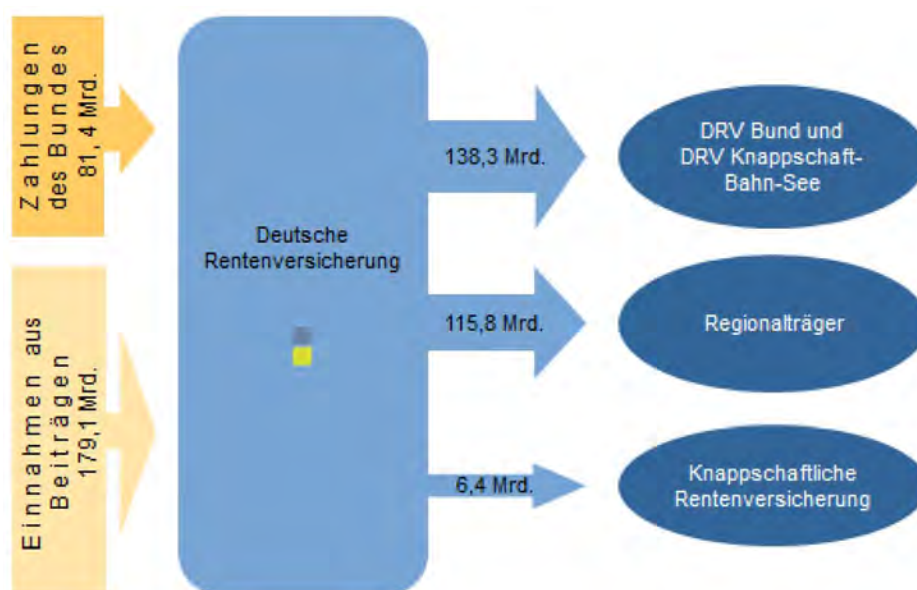 Zahlungen
des Bundes
81, 4 Mrd.
Einnahmen aus
Beiträgen
179,1 Mrd.
Deutsche
Rentenversicherung
138,3 Mrd.
DRV Bund und
DRV Knappschaft-
Bahn-See
115,8 Mrd.
Regionalträger
6,4 Mrd.
Knappschaftliche
Rentenversicherung